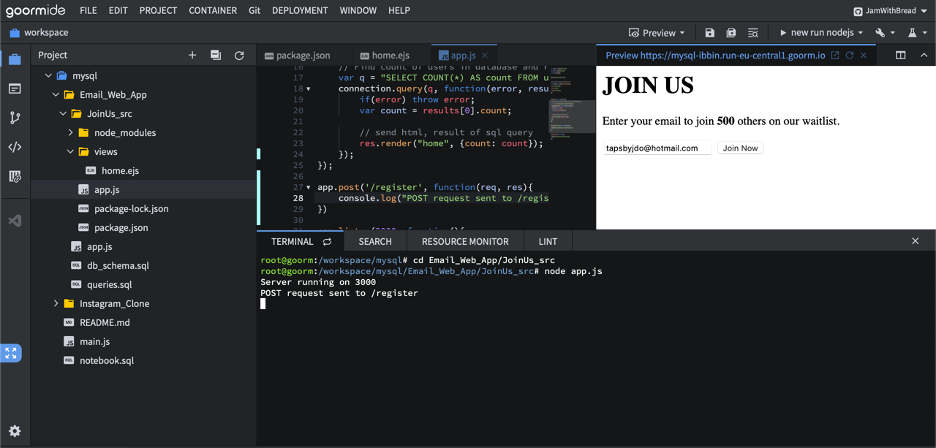 goormide FILE EDIT PROJECT CONTAINER Git DEPLOYMENT WINDOW HELP JamWithBread
workspace Preview new run nodejs
Project
mysql
Email_Web_App
JoinUs_src
node_modules
views
home.ejs
app.js
package-lock.json
package.json
app.js
db_schema.sql
queries.sql
Instagram_Clone
README.md
main.js
notebook.sql
package.json home.ejs app.js
16 // Find count of users in database and r
17 var q = "SELECT COUNT(*) AS count FROM u
18 connection.query(q, function(error, resu
19 if(error) throw error;
20 var count = results[0].count;
21
22 // send html, result of sql query
23 res.render("home", {count: count});
24 });
25 });
26
27 app.post('/register', function(req, res){
28 console.log("POST request sent to /regis
29 })
30
Preview https://mysql-ibbin.run-eu-central1.goorm.io
JOIN US
Enter your email to join 500 others on our waitlist.
tapsbyjdo@hotmail.com Join Now
TERMINAL SEARCH RESOURCE MONITOR LINT
root@goorm:/workspace/mysql# cd Email_Web_App/JoinUs_src
root@goorm:/workspace/mysql/Email_Web_App/JoinUs_src# node app.js
Server running on 3000
POST request sent to /register